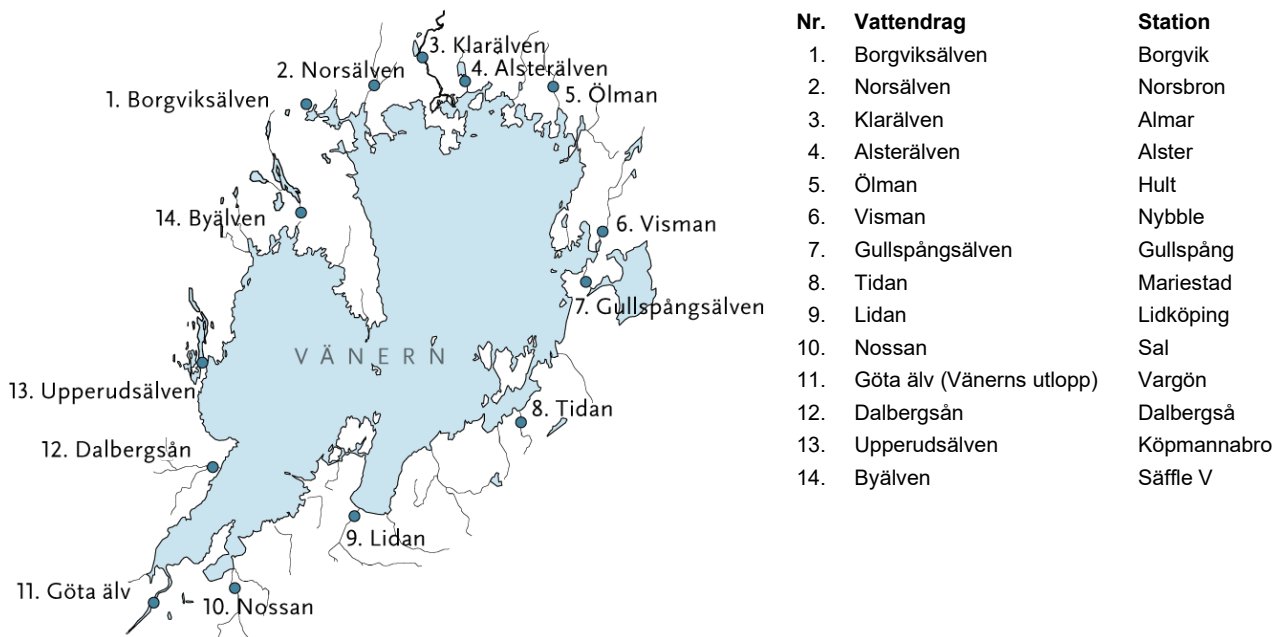 3. Klarälven
2. Norsälven
4. Alsterälven
1. Borgviksälven
5. Ölman
14. Byälven
6. Visman
7. Gullspångsälven
VÄNERN
13. Upperudsälven
8. Tidan
12. Dalbergsån
9. Lidan
11. Göta älv
10. Nossan
Nr. Vattendrag Station
1. Borgviksälven Borgvik
2. Norsälven Norsbron
3. Klarälven Almar
4. Alsterälven Alster
5. Ölman Hult
6. Visman Nybble
7. Gullspångsälven Gullspång
8. Tidan Mariestad
9. Lidan Lidköping
10. Nossan Sal
11. Göta älv (Vänerns utlopp) Vargön
12. Dalbergsån Dalbergså
13. Upperudsälven Köpmannabro
14. Byälven Säffle V